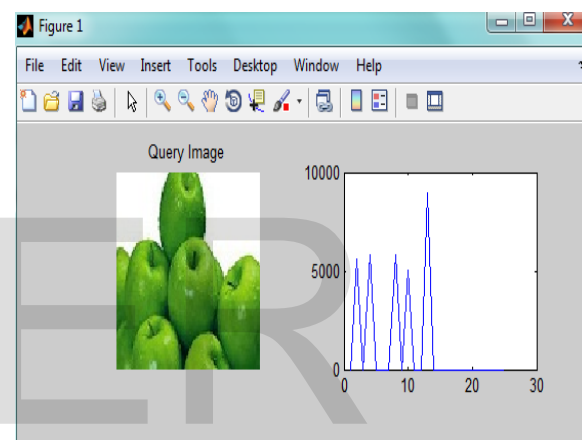 Figure 1
File Edit View Insert Tools Desktop Window Help
Query Image
10000
5000
0
0 10 20 30
ER